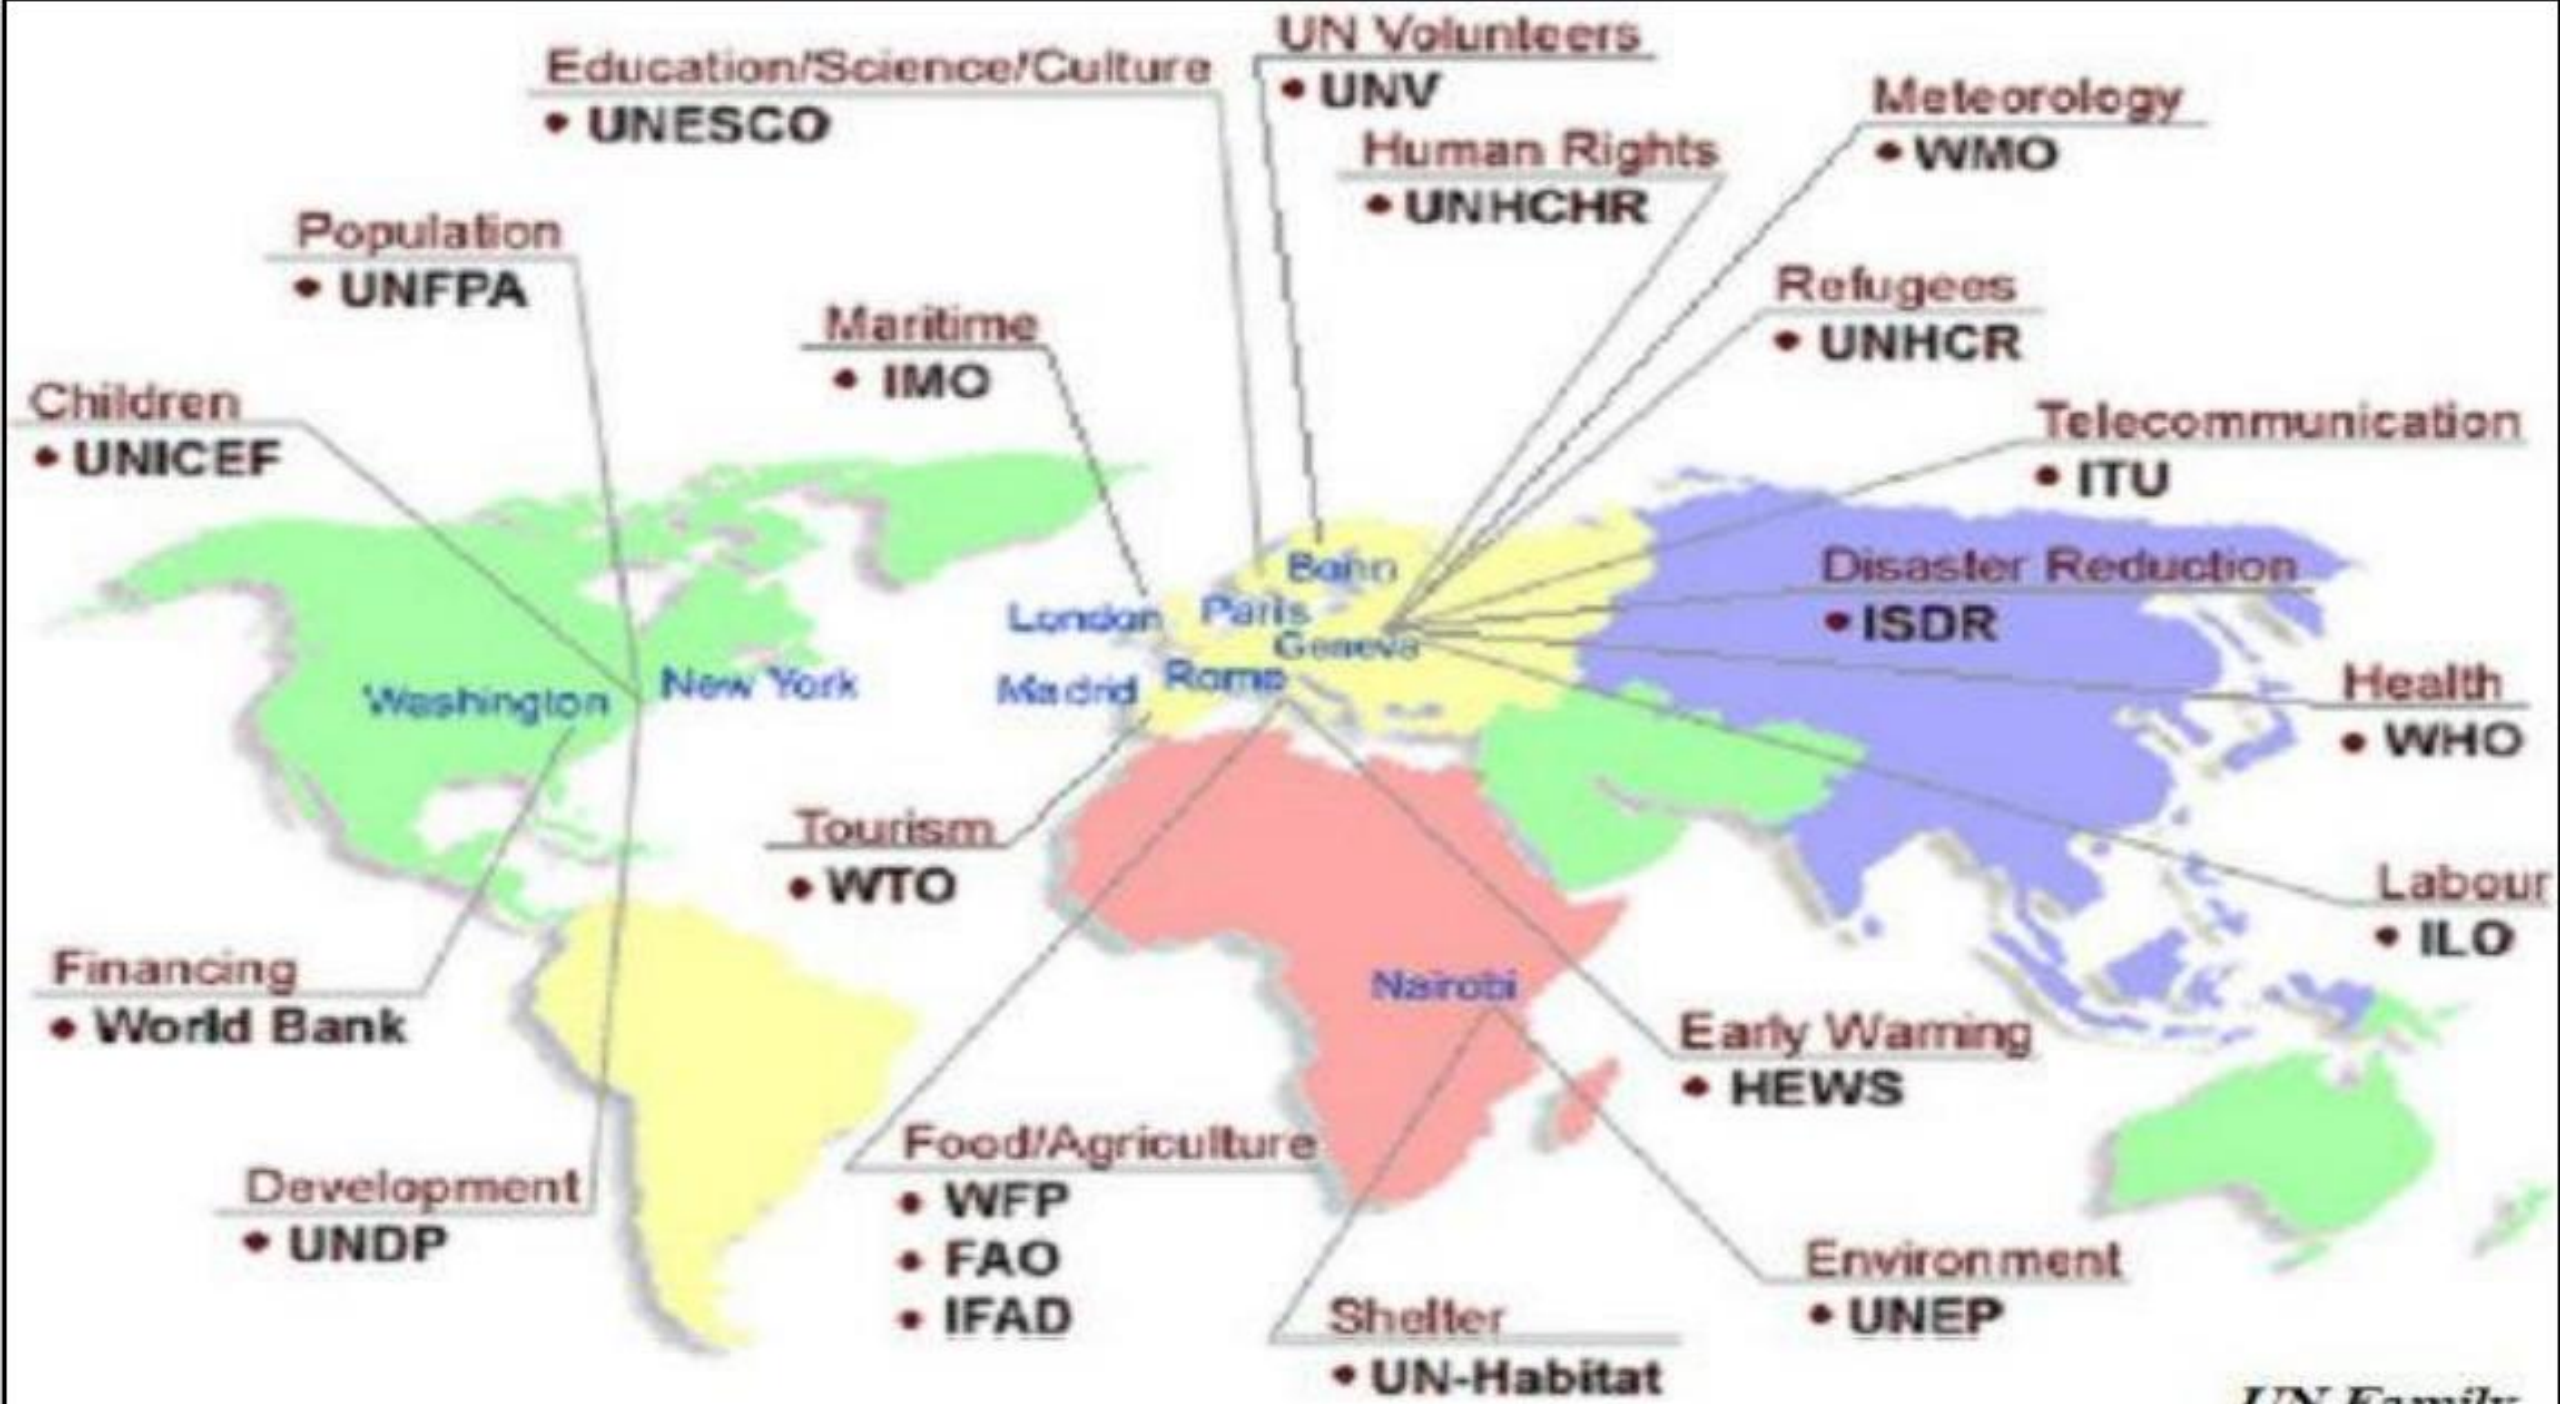 UN Volunteers
• UNV
Education/Science/Culture
• UNESCO
Meteorology
• WMO
Human Rights
• UNHCHR
Population
• UNFPA
Refugees
• UNHCR
Maritime
• IMO
Children
• UNICEF
Telecommunication
• ITU
Disaster Reduction
• ISDR
Bonn
London
Paris
Geneva
Madrid
Rome
Washington
New York
Health
• WHO
Tourism
• WTO
Labour
• ILO
Financing
• World Bank
Nairobi
Early Warning
• HEWS
Food/Agriculture
• WFP
• FAO
• IFAD
Development
• UNDP
Environment
• UNEP
Shelter
• UN-Habitat
UN Family